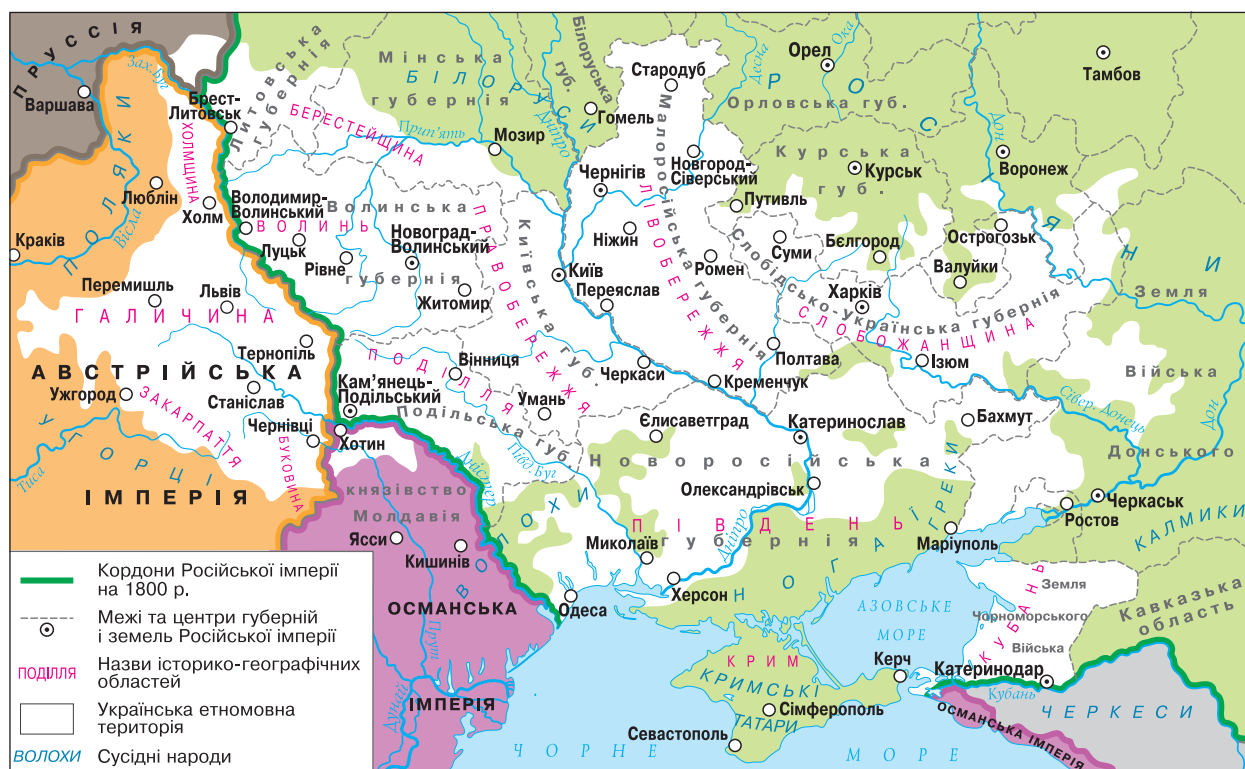 ПРУССІЯ
Варшава
Зах.Буг
Брест-
Литовськ
Литовська
губернія
Мінська
губернія
БІЛОРУСИ
Білоруська
губ.
БЕРЕСТЕЙЩИНА
Прип'ять
Мозир
Гомель
Дніпро
Стародуб
Десна
Орел
Ока
Орловська губ.
РОСІЯНИ
Тамбов
Дон
Воронеж
Курська
губ.
Курськ
Малоросійська губернія
Новгород-
Сіверський
Чернігів
Путивль
ЛІВОБЕРЕЖЖЯ
ПОЛЯКИ
ХОЛМЩИНА
Люблін
Холм
Вісла
Краків
Володимир-
Волинський
ВОЛИНЬ
Волинська
губернія
Луцьк
Рівне
Новоград-
Волинський
Житомир
ПРАВОБЕРЕЖЖЯ
Київська губ.
Київ
Ніжин
Переяслав
Ромен
Суми
Бєлгород
Острогозьк
Валуйки
Харків
Слобідсько-українська губернія
СЛОБОЖАНЩИНА
Земля
Війська
Донського
Перемишль
Львів
ГАЛИЧИНА
Тернопіль
АВСТРІЙСЬКА
ІМПЕРІЯ
Ужгород
Станіслав
ЗАКАРПАТТЯ
Чернівці
БУКОВИНА
УГОРЦІ
Тиса
ПОДІЛЛЯ
Кам’янець-
Подільський
Подільська губ.
Хотин
Вінниця
Умань
Півд.Буг
Дністер
Черкаси
Кременчук
Полтава
Ізюм
Бахмут
Сівер. Донець
Дон
Єлисаветград
Катеринослав
Новоросійська
губернія
Олександрівськ
ПІВДЕНЬ
Дніпро
ГРЕКИ
НОГАЇ
Маріуполь
Ростов
Черкаськ
КАЛМИКИ
князівство
Молдавія
Ясси
Кишинів
ВОЛОХИ
Миколаїв
Херсон
Одеса
ОСМАНСЬКА
ІМПЕРІЯ
Прут
Дунай
АЗОВСЬКЕ
МОРЕ
Земля
Чорноморського
Війська
КУБАНЬ
Кавказька
область
Керч
Катеринодар
Кубань
ЧЕРКЕСИ
ОСМАНСЬКА ІМПЕРІЯ
КРИМ
КРИМСЬКІ
ТАТАРИ
Сімферополь
Севастополь
ЧОРНЕ МОРЕ
Кордони Російської імперії
на 1800 р.
Межі та центри губерній
і земель Російської імперії
ПОДІЛЛЯ Назви історико-географічних
областей
Українська етномовна
територія
ВОЛОХИ Сусідні народи